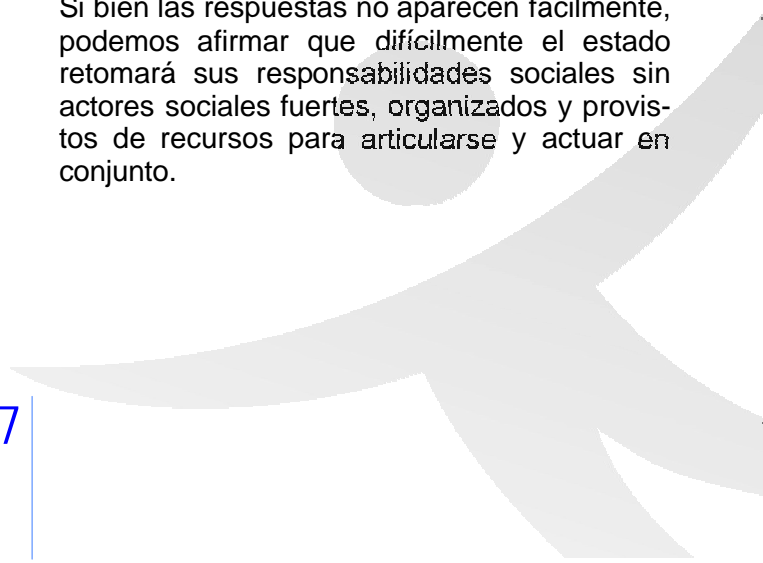 Si bien las respuestas no aparecen fácilmente,
podemos afirmar que difícilmente el estado
retomará sus responsabilidades sociales sin
actores sociales fuertes, organizados y provis-
tos de recursos para articularse y actuar en
conjunto.
7